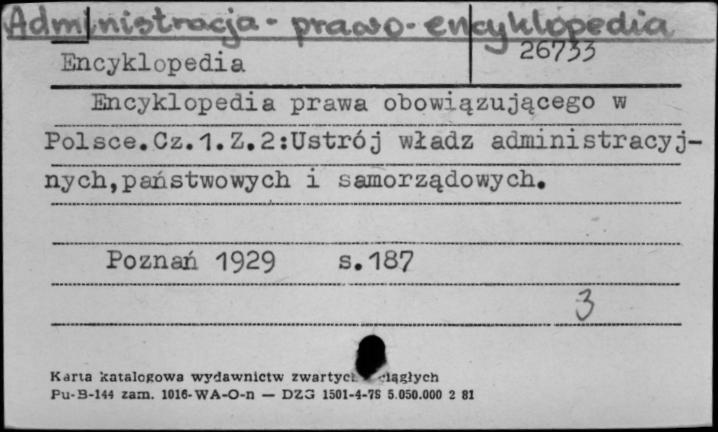 Administracja - prawo - encyklopedia
Encyklopedia 26733
Encyklopedia prawa obowiązującego w
Polsce.Cz.1.Z.2:Ustrój władz administracyj-
nych,państwowych i samorządowych.
Poznań 1929 s.187
3
Karta katalogowa wydawnictw zwartych ciągłych
Pu-B-144 zam. 1016-WA-O-n — DZG 1501-4-78 5.050.000 2 81